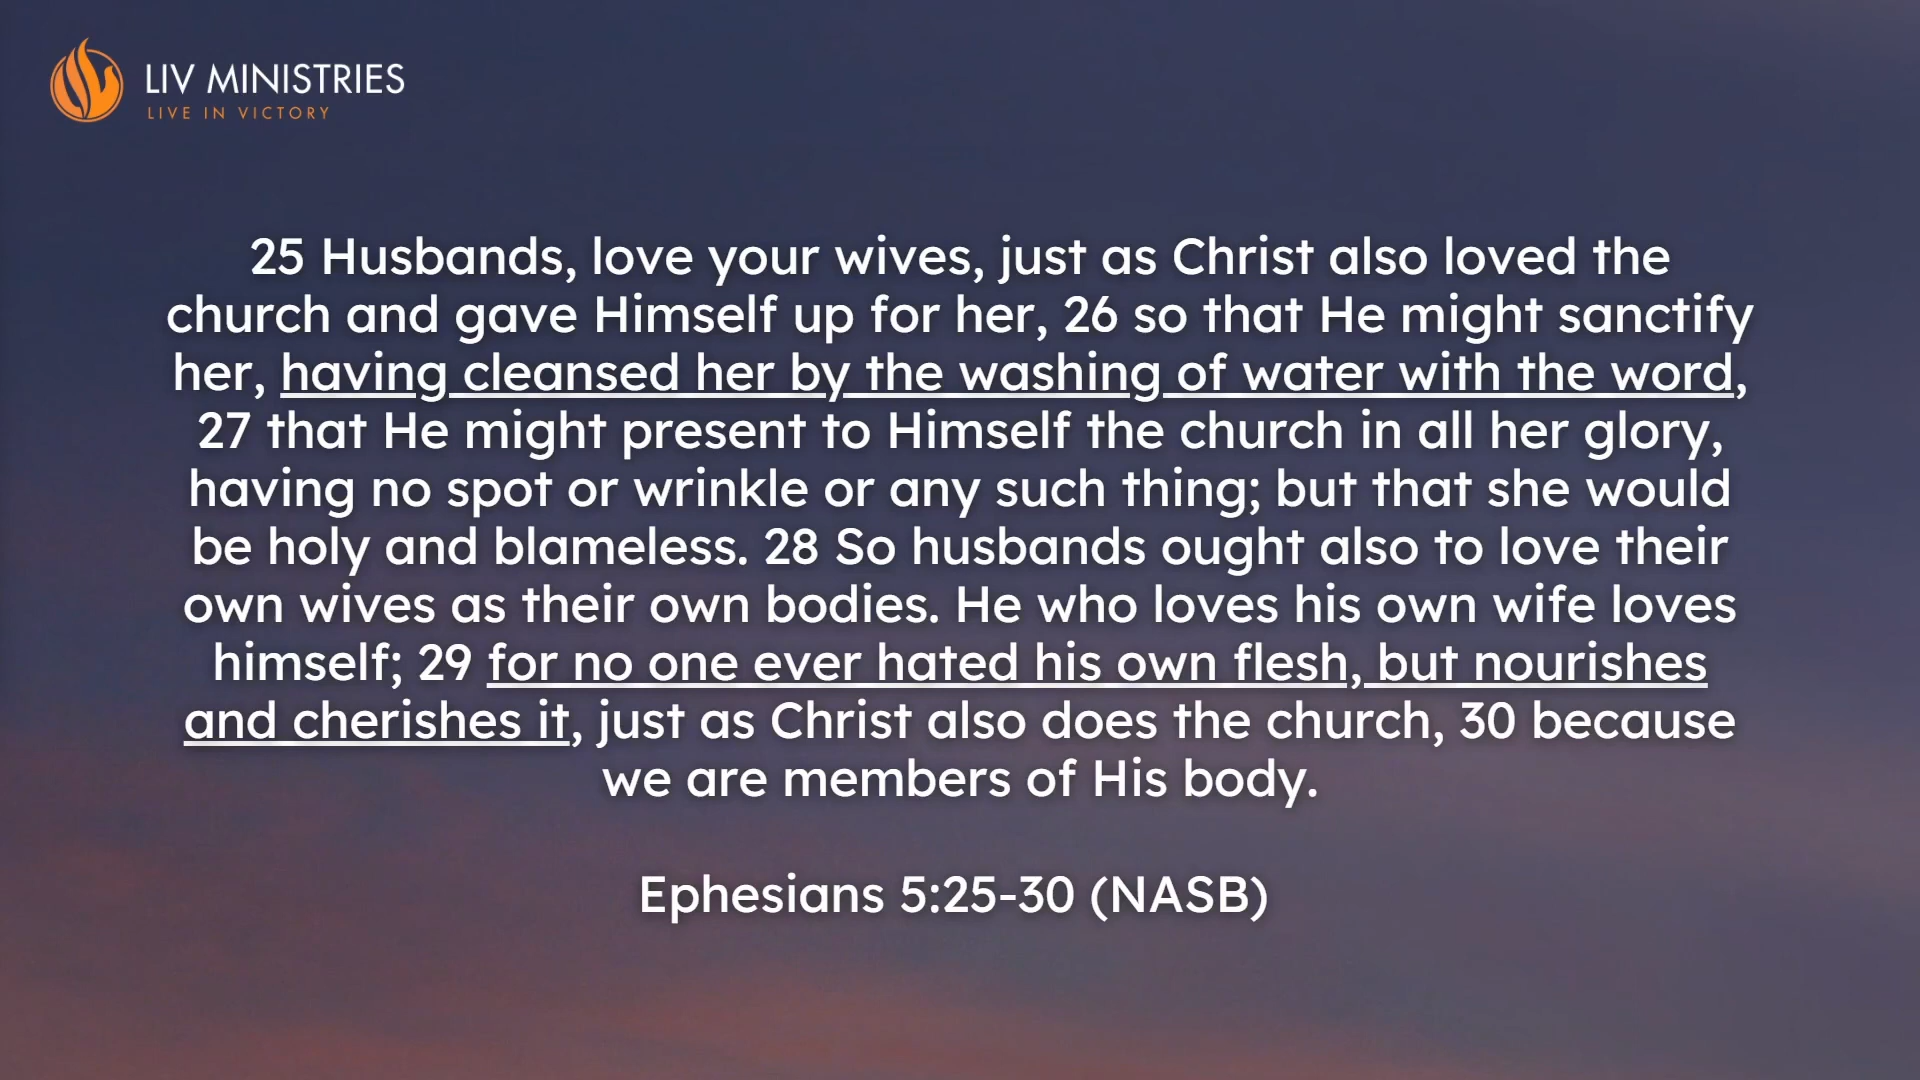 LIV MINISTRIES
LIVE IN VICTORY
25 Husbands, love your wives, just as Christ also loved the
church and gave Himself up for her, 26 so that He might sanctify
her, having cleansed her by the washing of water with the word,
27 that He might present to Himself the church in all her glory,
having no spot or wrinkle or any such thing; but that she would
be holy and blameless. 28 So husbands ought also to love their
own wives as their own bodies. He who loves his own wife loves
himself; 29 for no one ever hated his own flesh, but nourishes
and cherishes it, just as Christ also does the church, 30 because
we are members of His body.
Ephesians 5:25-30 (NASB)